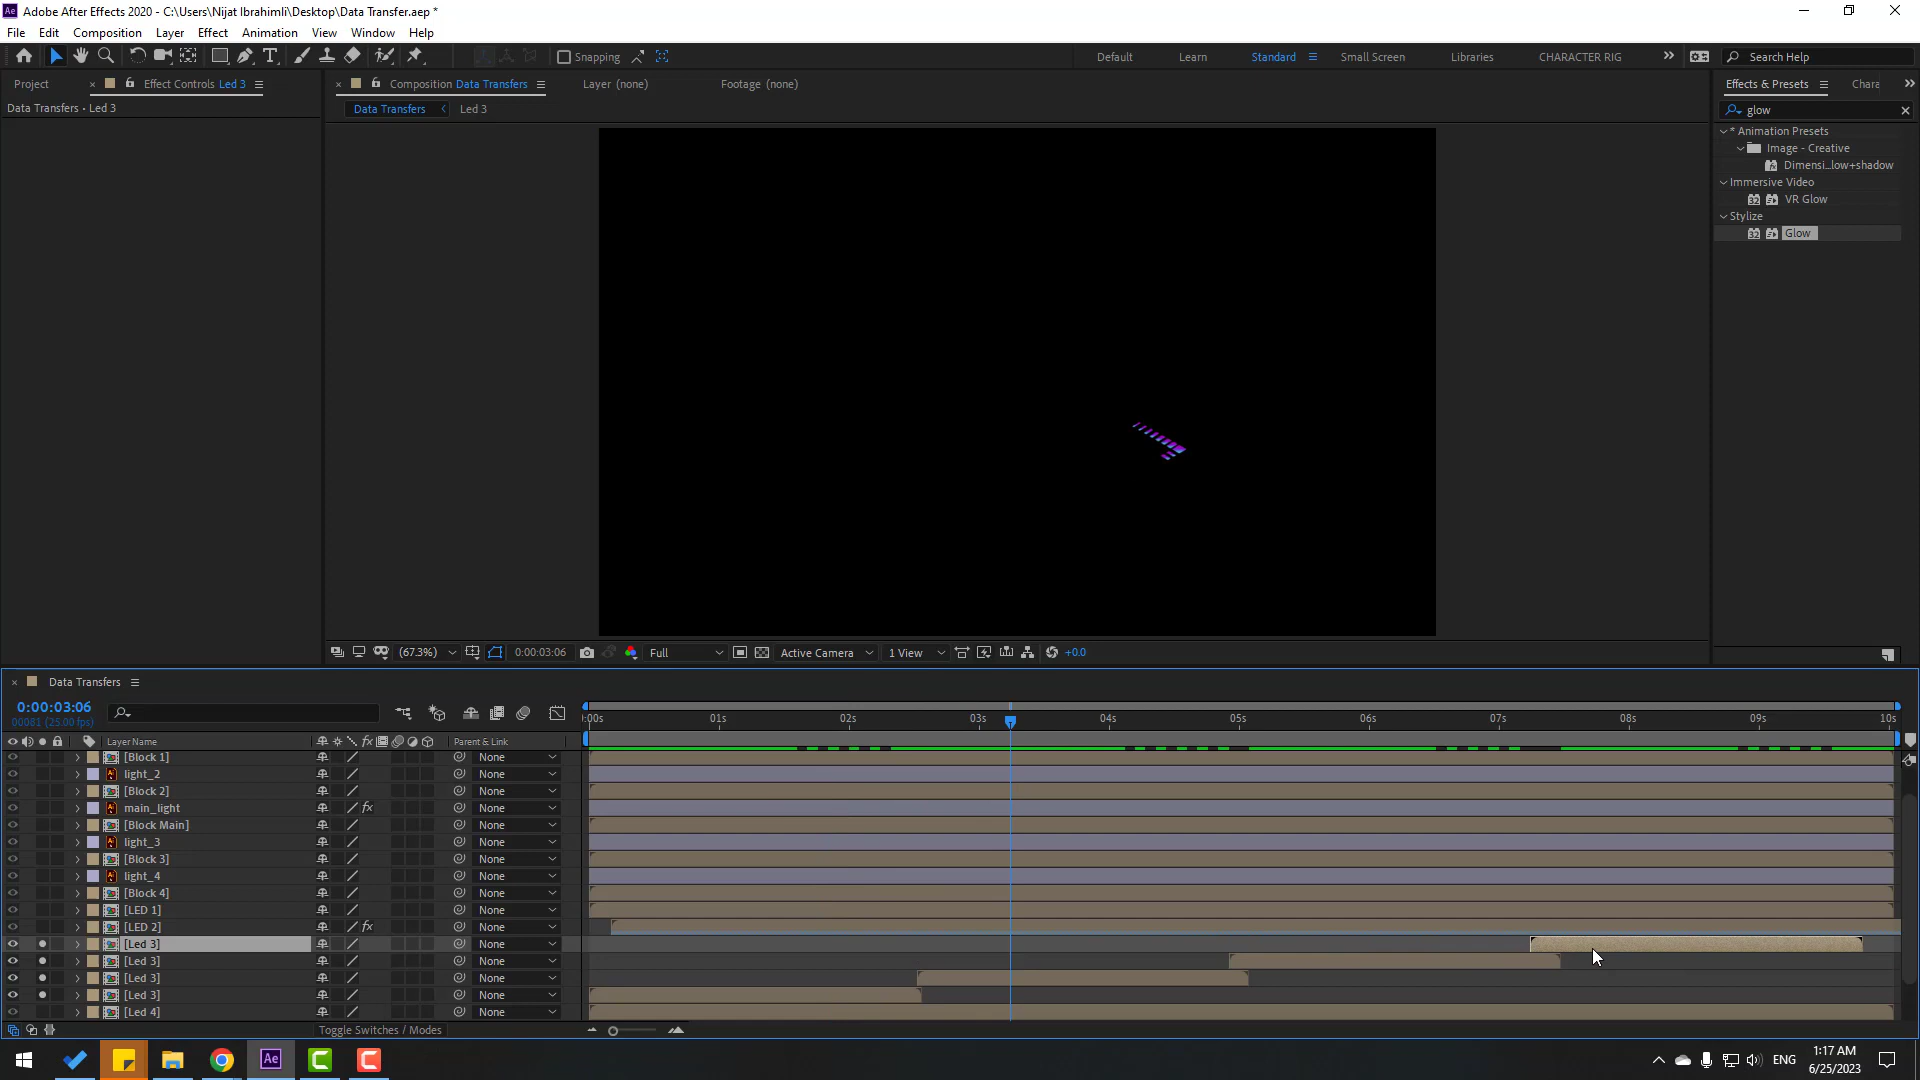 Adobe After Effects 2020 - C:\Users\Nijat Ibrahimli\Desktop\Data Transfer.aep *
File Edit Composition Layer Effect Animation View Window Help
Snapping
Default Learn Standard Small Screen Libraries CHARACTER RIG
Search Help
Project
Effect Controls Led 3
Composition Data Transfers
Layer (none)
Footage (none)
Effects & Presets
Chara
Data Transfers • Led 3
Data Transfers
Led 3
glow
* Animation Presets
Image - Creative
Dimensi...low+shadow
Immersive Video
VR Glow
Stylize
Glow
(67.3%)
0:00:03:06
Full
Active Camera
1 View
+0.0
Data Transfers
0:00:03:06
00081 (25.00 fps)
):00s 01s 02s 03s 04s 05s 06s 07s 08s 09s 10s
Layer Name
Parent & Link
[Block 1] None
light_2 None
[Block 2] None
main_light fx None
[Block Main] None
light_3 None
[Block 3] None
light_4 None
[Block 4] None
[LED 1] None
[LED 2] fx None
[Led 3] None
[Led 3] None
[Led 3] None
[Led 3] None
[Led 4] None
Toggle Switches / Modes
ENG
1:17 AM
6/25/2023